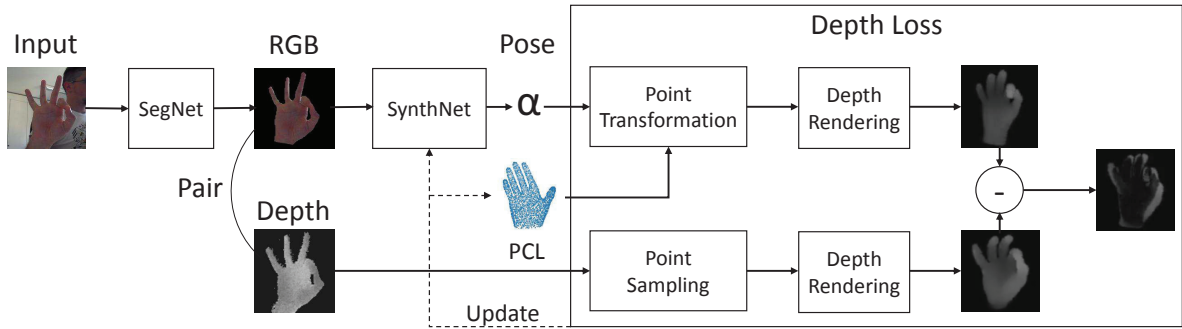 Depth Loss
Input
RGB
Pose
SegNet
SynthNet
α
Point
Transformation
Depth
Rendering
Pair
-
Depth
PCL
Point
Sampling
Depth
Rendering
Update